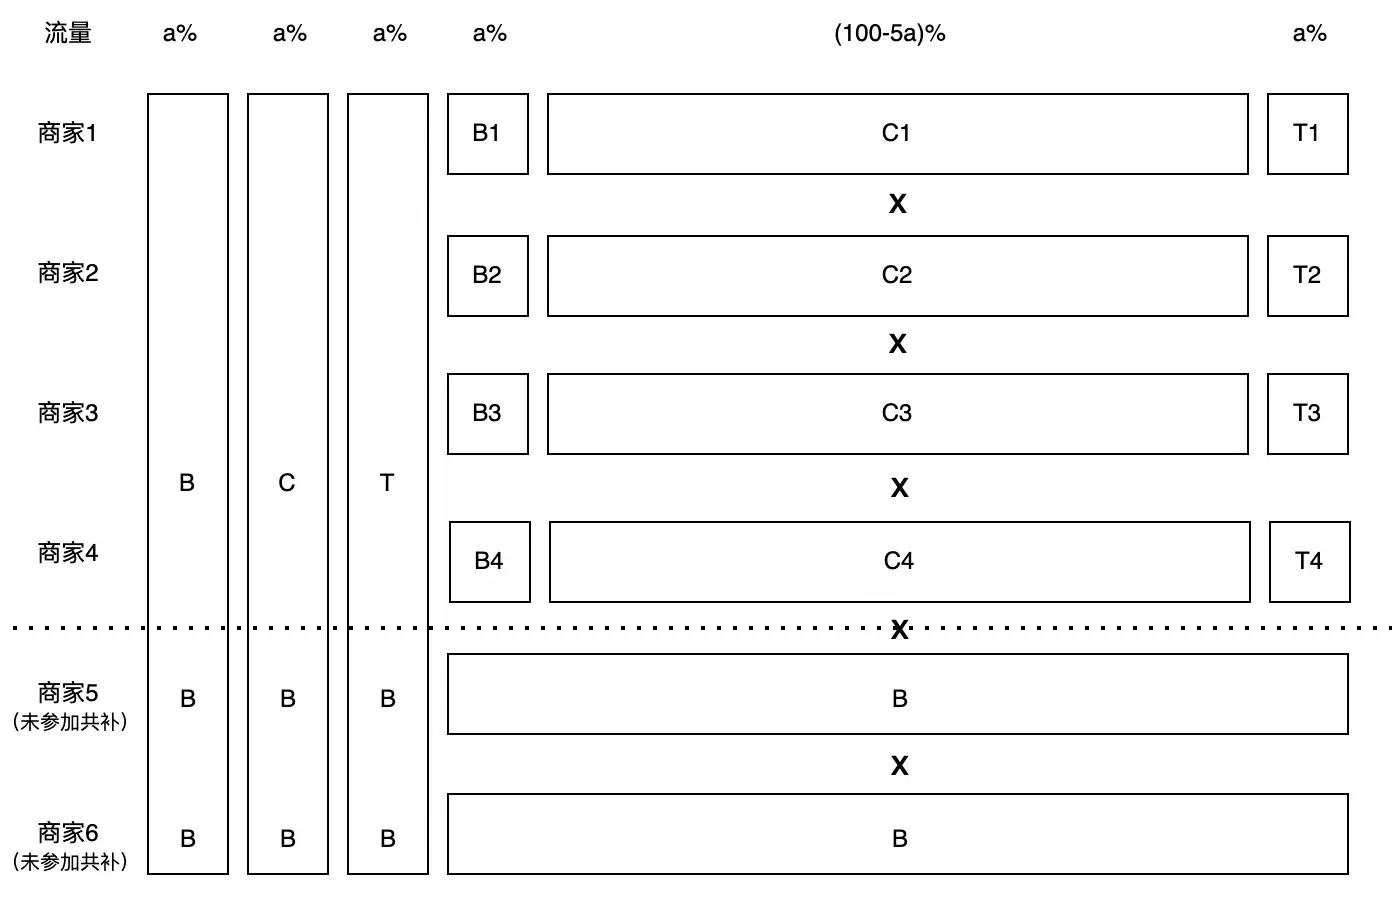 流量 a% a% a% a% (100-5a)% a%
商家1 B1 C1 T1
X
商家2 B2 C2 T2
X
商家3 B3 C3 T3
B C T X
商家4 B4 C4 T4
X
商家5 B B B B
(未参加共补)
X
商家6 B B B B
(未参加共补)